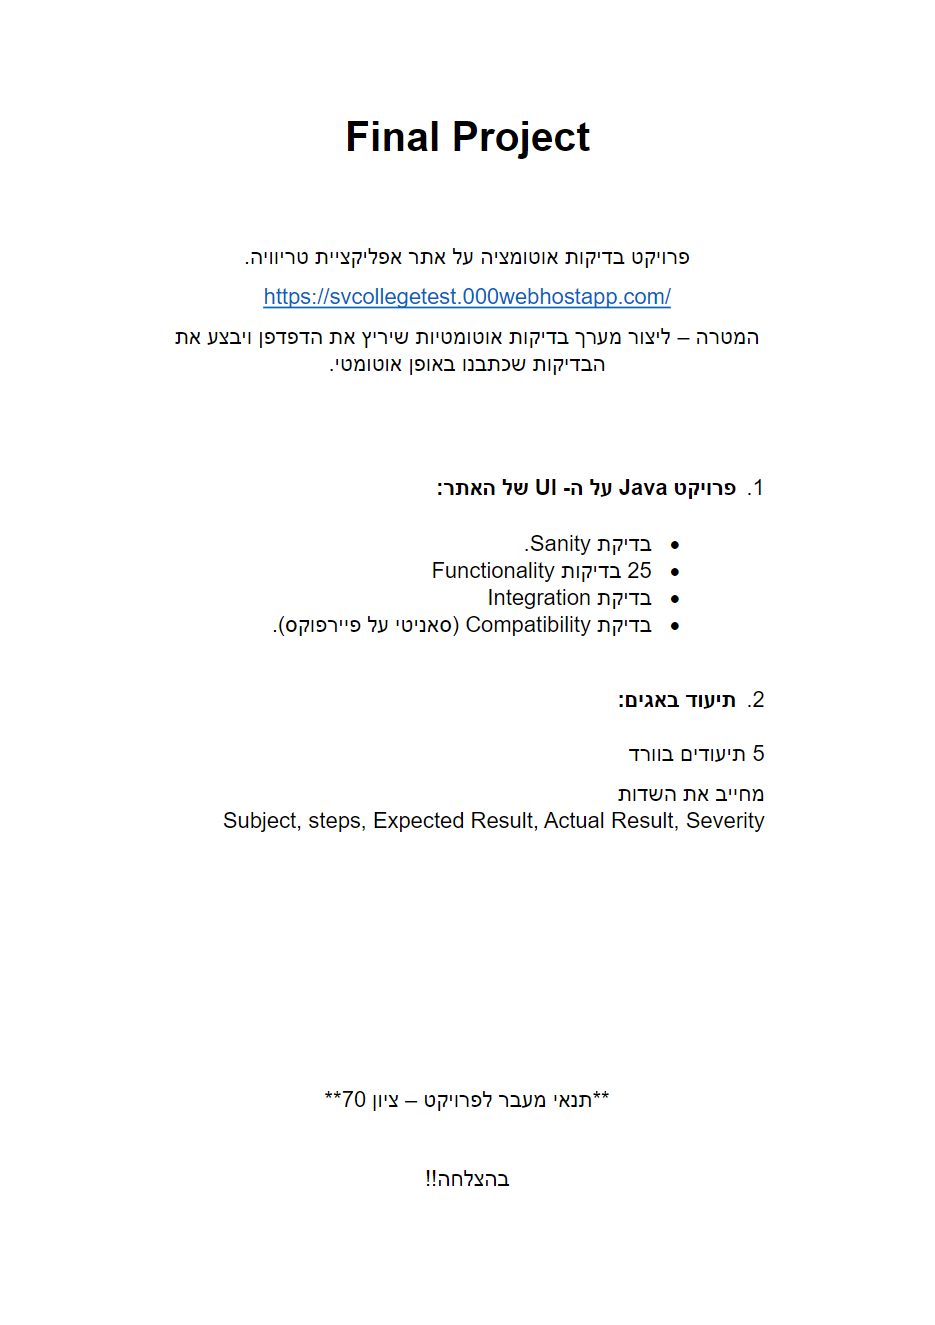 Final Project
פרויקט בדיקות אוטומציה על אתר אפליקציית טריוויה.
https://svcollegetest.000webhostapp.com/
המטרה – ליצור מערך בדיקות אוטומטיות שיריץ את הדפדפן ויבצע את
הבדיקות שכתבנו באופן אוטומטי.
1. פרויקט Java על ה- UI של האתר:
• בדיקת Sanity.
• 25 בדיקות Functionality
• בדיקת Integration
• בדיקת Compatibility (סאניטי על פיירפוקס).
2. תיעוד באגים:
5 תיעודים בוורד
מחייב את השדות
Subject, steps, Expected Result, Actual Result, Severity
**תנאי מעבר לפרויקט – ציון 70**
בהצלחה!!